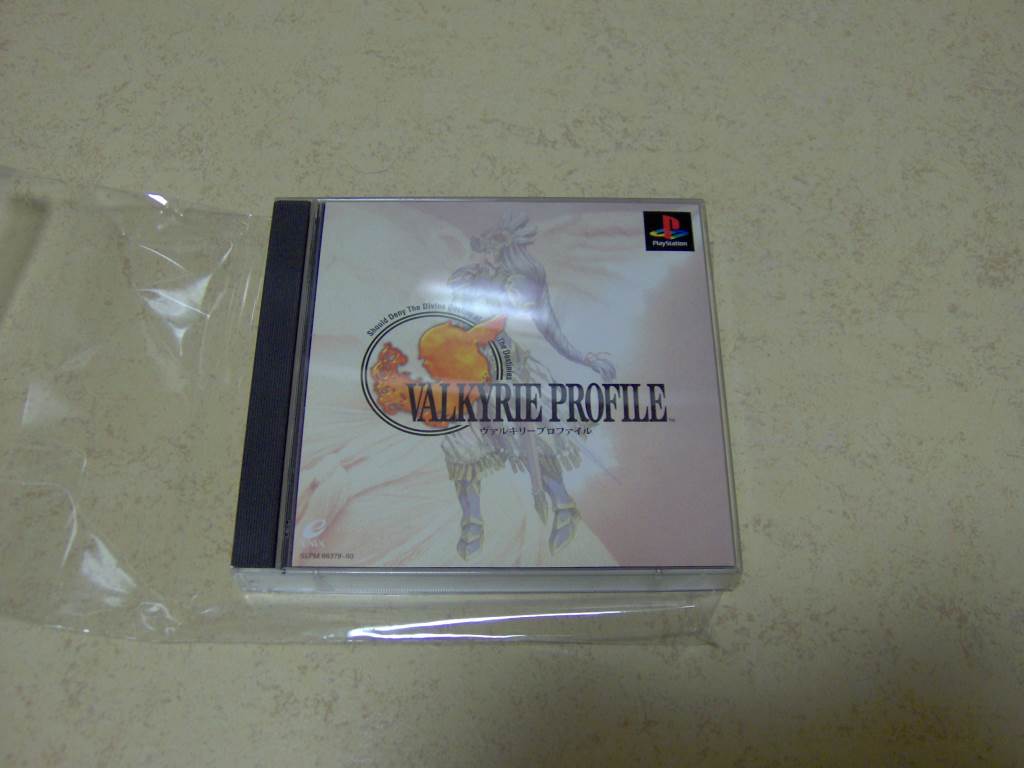 PlayStation
Should Deny The Divine
The Destinies
VALKYRIE PROFILE
TM
ヴァルキリープロファイル
SLPM 86379~80